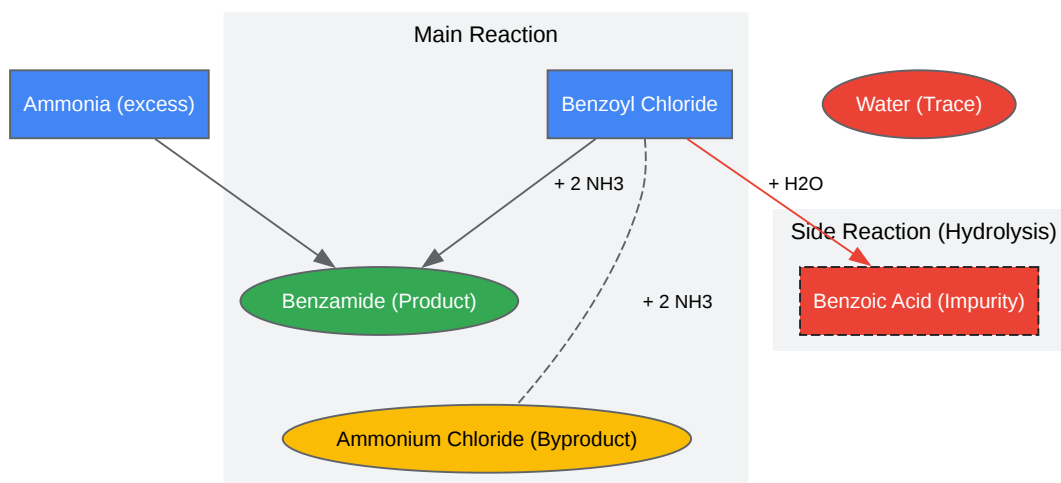 Main Reaction
Ammonia (excess)
Benzoyl Chloride
Water (Trace)
+ 2 NH3
+ H2O
Side Reaction (Hydrolysis)
Benzamide (Product)
+ 2 NH3
Benzoic Acid (Impurity)
Ammonium Chloride (Byproduct)